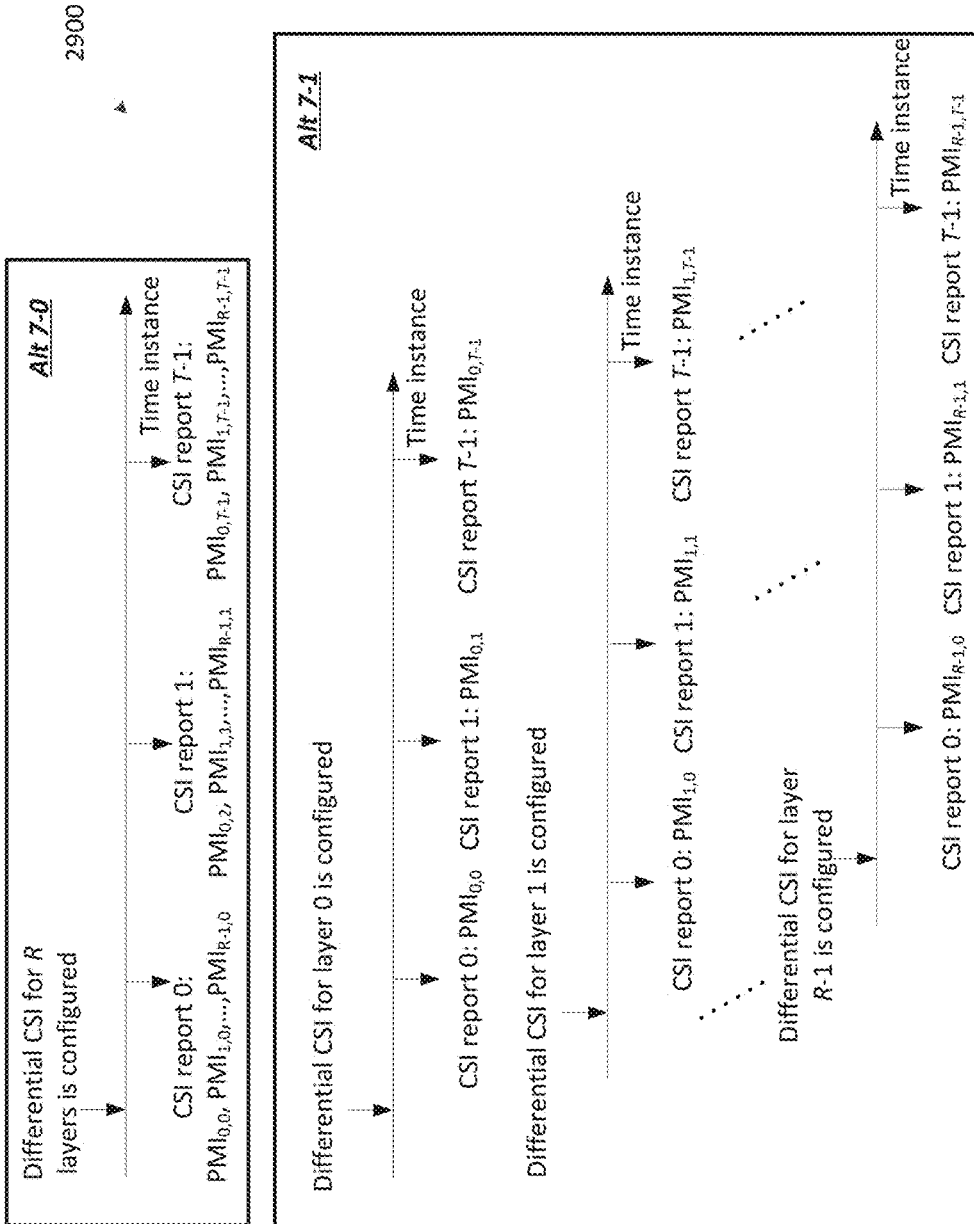 2900
Alt 7-0
Differential CSI for R
layers is configured
Time instance
CSI report 0:
PMI0,0, PMI1,0,...,PMIR-1,0
CSI report 1:
PMI0,2, PMI1,1,...,PMIR-1,1
CSI report T-1:
PMI0,T-1, PMI1,T-1,...,PMIR-1,T-1
Alt 7-1
Differential CSI for layer 0 is configured
Time instance
CSI report 0: PMI0,0 CSI report 1: PMI0,1 CSI report T-1: PMI0,T-1
Differential CSI for layer 1 is configured
Time instance
CSI report 0: PMI1,0 CSI report 1: PMI1,1 CSI report T-1: PMI1,T-1
Differential CSI for layer
R-1 is configured
Time instance
CSI report 0: PMIR-1,0 CSI report 1: PMIR-1,1 CSI report T-1: PMIR-1,T-1